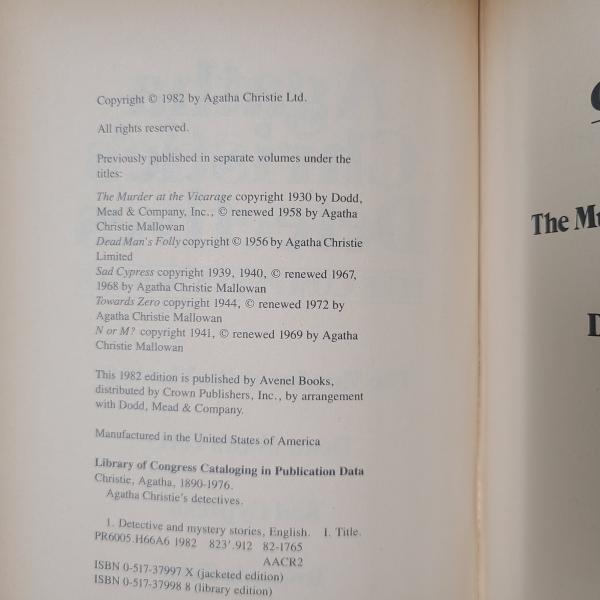 Copyright © 1982 by Agatha Christie Ltd.
All rights reserved.
Previously published in separate volumes under the
titles:
The Murder at the Vicarage copyright 1930 by Dodd,
Mead & Company, Inc., © renewed 1958 by Agatha
Christie Mallowan
Dead Man's Folly copyright © 1956 by Agatha Christie
Limited
Sad Cypress copyright 1939, 1940, © renewed 1967,
1968 by Agatha Christie Mallowan
Towards Zero copyright 1944, © renewed 1972 by
Agatha Christie Mallowan
N or M? copyright 1941, © renewed 1969 by Agatha
Christie Mallowan
This 1982 edition is published by Avenel Books,
distributed by Crown Publishers, Inc., by arrangement
with Dodd, Mead & Company.
Manufactured in the United States of America
Library of Congress Cataloging in Publication Data
Christie, Agatha, 1890-1976.
Agatha Christie's detectives.
1. Detective and mystery stories, English. I. Title.
PR6005.H66A6 1982 823'.912 82-1765
AACR2
ISBN 0-517-37997 X (jacketed edition)
ISBN 0-517-37998 8 (library edition)
The Mu
D